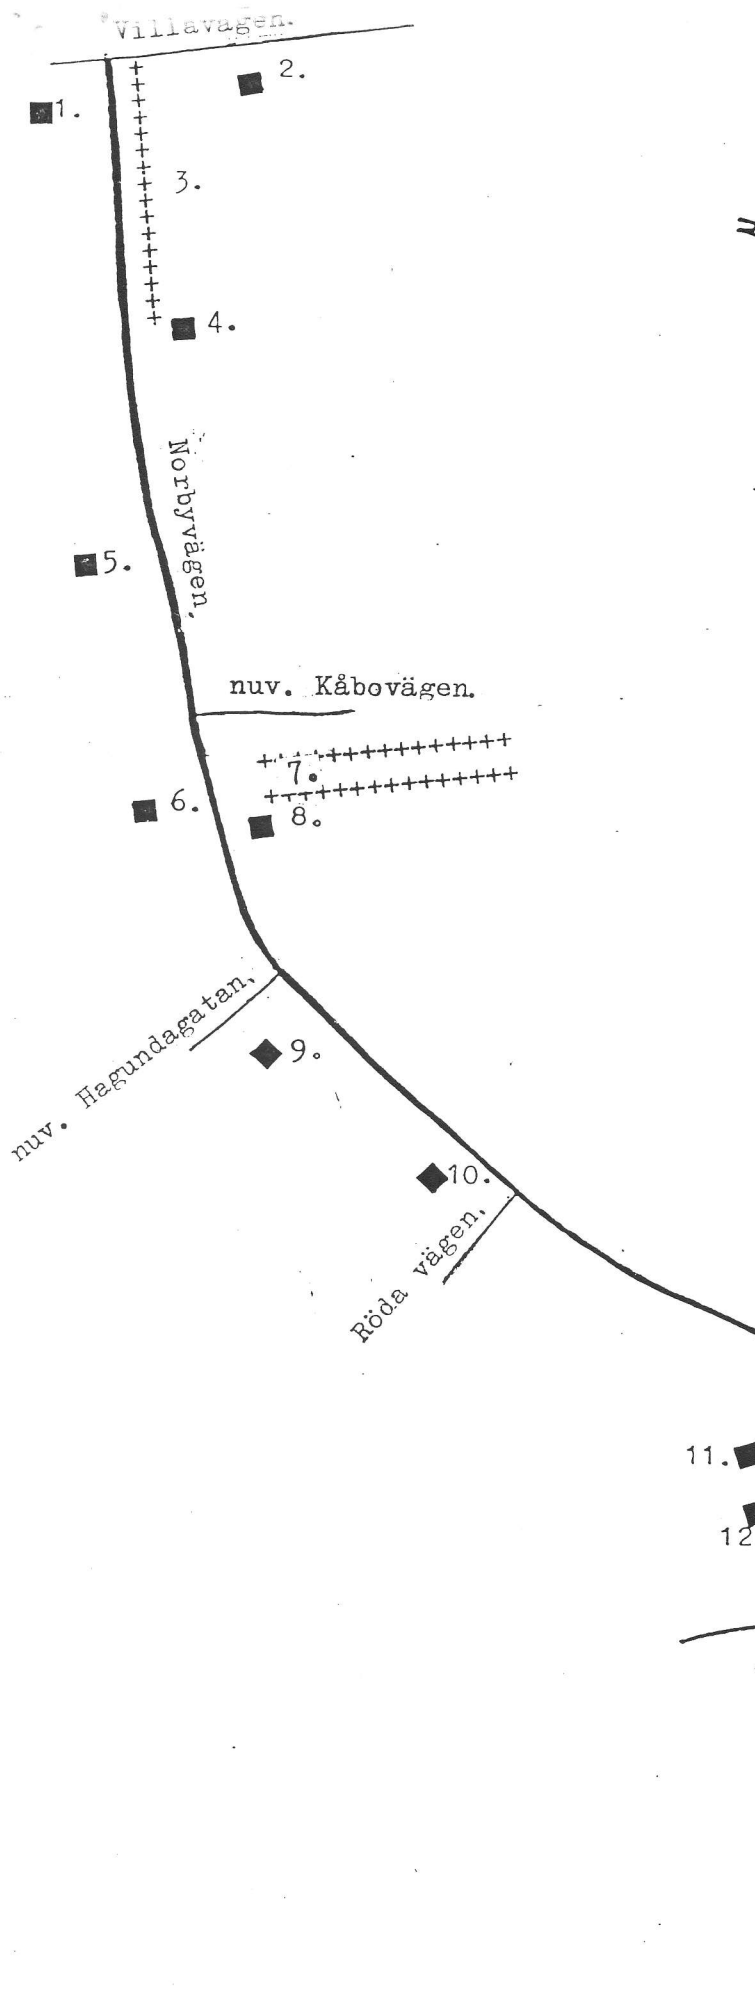 Villavägen.
2.
1.
3.
4.
Norbyvägen.
5.
nuv. Kåbovägen.
7.
6.
8.
nuv. Hagundagatan.
9.
10.
Röda vägen.
11.
12